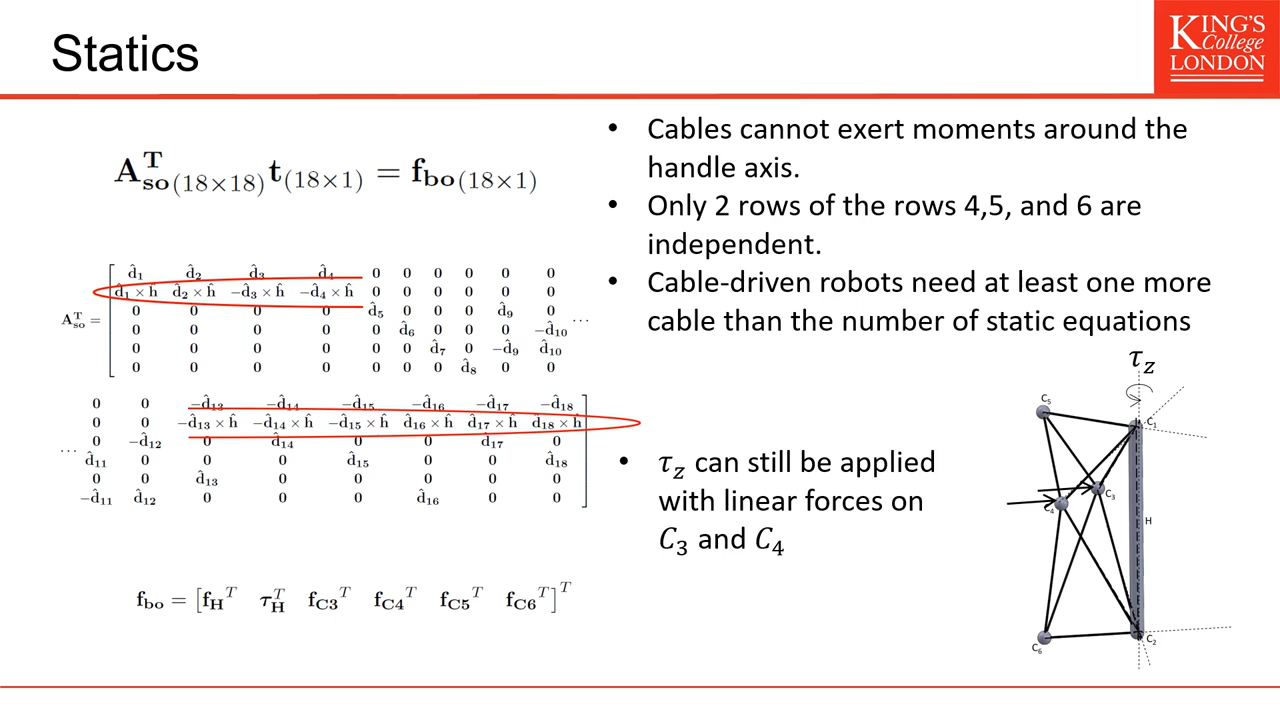 Statics
KING'S
College
LONDON
A_so^T (18×18) t(18×1) = f_bo(18×1)
• Cables cannot exert moments around the
handle axis.
• Only 2 rows of the rows 4,5, and 6 are
independent.
• Cable-driven robots need at least one more
cable than the number of static equations
A_so^T =
d̂₁ d̂₂ d̂₃ d̂₄ 0 0 0 0 0 0
d̂₁ × ĥ d̂₂ × ĥ −d̂₃ × ĥ −d̂₄ × ĥ 0 0 0 0 0 0
0 0 0 0 d̂₅ 0 0 0 d̂₉ 0
0 0 0 0 0 d̂₆ 0 0 0 −d̂₁₀ ···
0 0 0 0 0 0 d̂₇ 0 −d̂₉ d̂₁₀
0 0 0 0 0 0 0 d̂₈ 0 0
0 0 −d̂₁₃ −d̂₁₄ −d̂₁₅ −d̂₁₆ −d̂₁₇ −d̂₁₈
0 0 −d̂₁₃ × ĥ −d̂₁₄ × ĥ −d̂₁₅ × ĥ d̂₁₆ × ĥ d̂₁₇ × ĥ d̂₁₈ × ĥ
0 −d̂₁₂ 0 d̂₁₄ 0 0 d̂₁₇ 0
··· d̂₁₁ 0 0 0 d̂₁₅ 0 0 d̂₁₈
0 0 d̂₁₃ 0 0 0 0 0
−d̂₁₁ d̂₁₂ 0 0 0 d̂₁₆ 0 0
• τ_z can still be applied
with linear forces on
C₃ and C₄
f_bo = [f_H^T τ_H^T f_C3^T f_C4^T f_C5^T f_C6^T]^T
τ_z
C₅
C₁
C₃
C₄
H
C₂
C₆